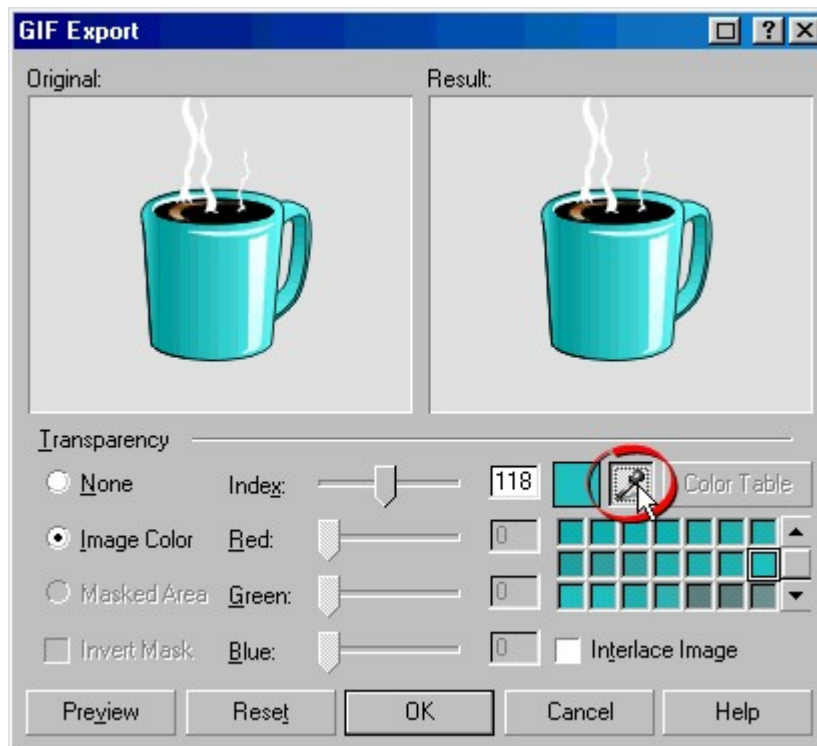 GIF Export
Original: Result:
Transparency
None Index: 118 Color Table
Image Color Red: 0
Masked Area Green: 0
Invert Mask Blue: 0 Interlace Image
Preview Reset OK Cancel Help